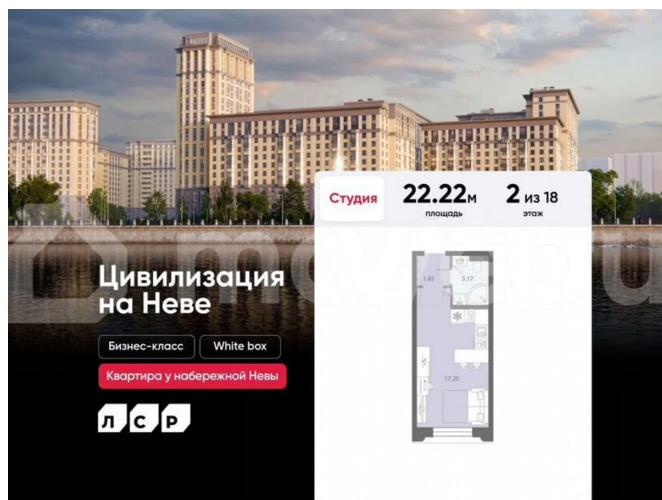 Студия
22.22м
площадь
2 из 18
этаж
Цивилизация
на Неве
Бизнес-класс
White box
Квартира у набережной Невы
ЛСР
1.85
3.17
17.20